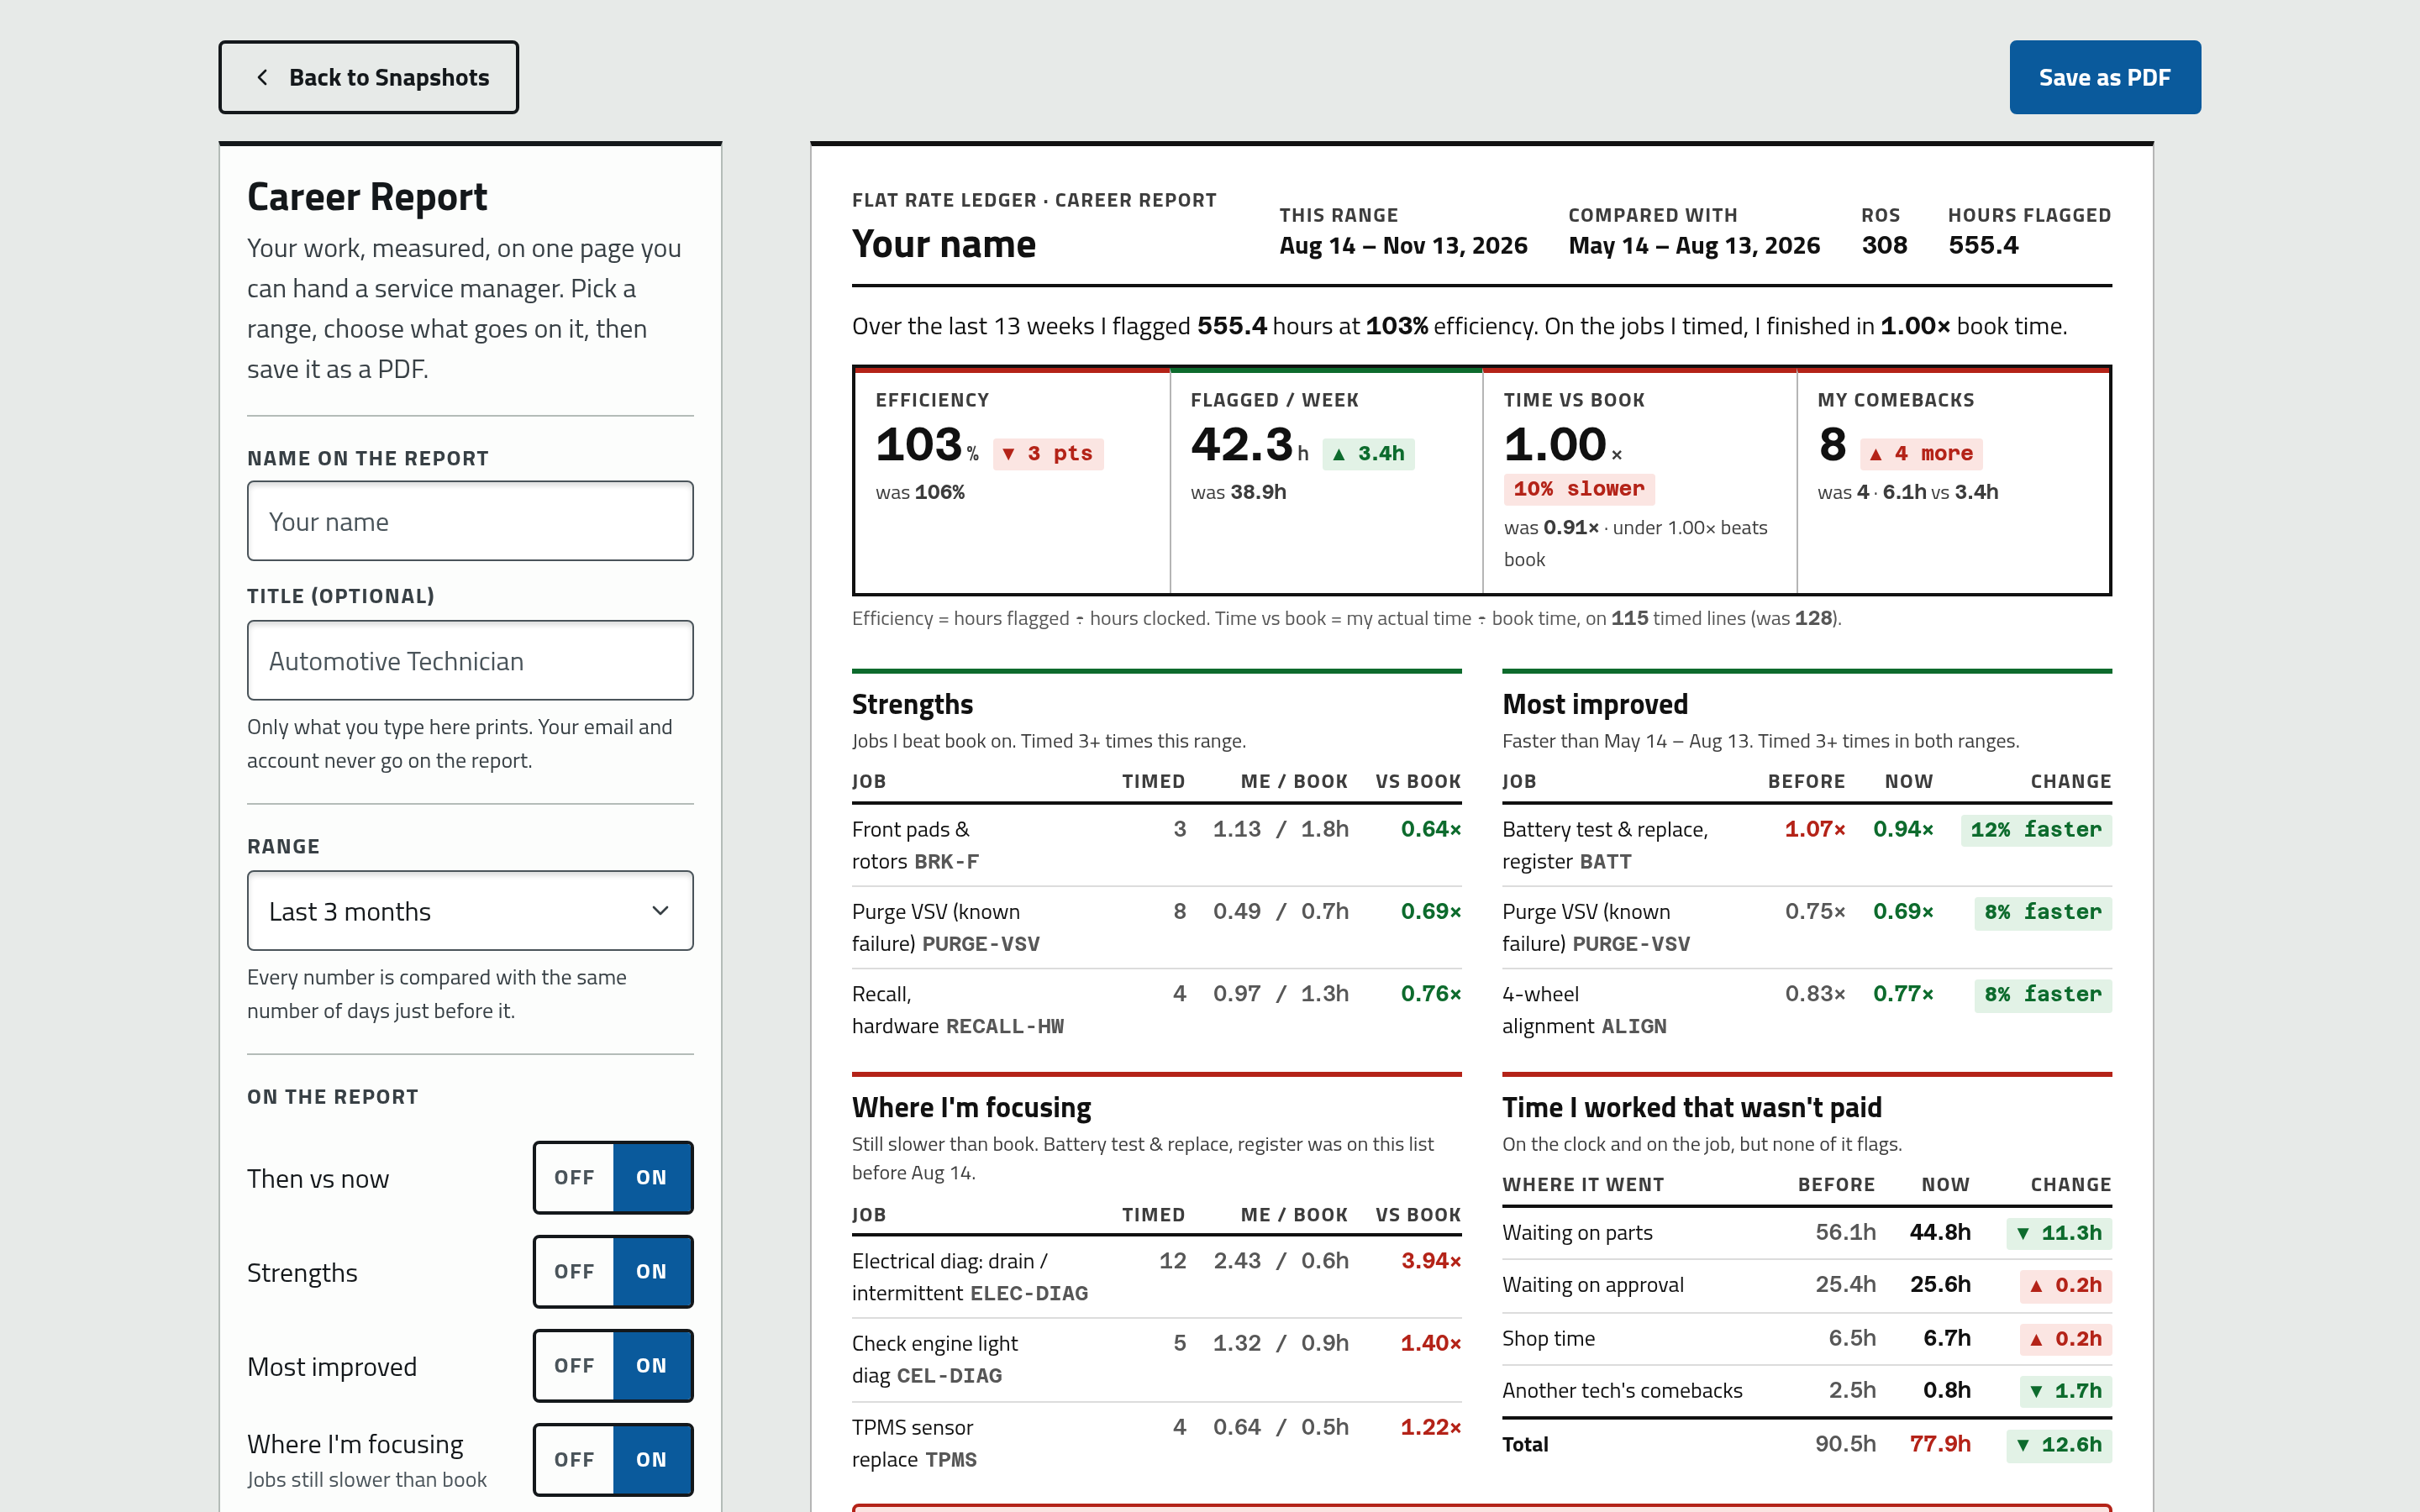 Back to Snapshots
Save as PDF
Career Report
Your work, measured, on one page you
can hand a service manager. Pick a
range, choose what goes on it, then
save it as a PDF.
NAME ON THE REPORT
Your name
TITLE (OPTIONAL)
Automotive Technician
Only what you type here prints. Your email and
account never go on the report.
RANGE
Last 3 months
Every number is compared with the same
number of days just before it.
ON THE REPORT
Then vs now OFF ON
Strengths OFF ON
Most improved OFF ON
Where I'm focusing OFF ON
Jobs still slower than book
FLAT RATE LEDGER · CAREER REPORT
Your name
THIS RANGE
Aug 14 – Nov 13, 2026
COMPARED WITH
May 14 – Aug 13, 2026
ROS
308
HOURS FLAGGED
555.4
Over the last 13 weeks I flagged 555.4 hours at 103% efficiency. On the jobs I timed, I finished in 1.00× book time.
EFFICIENCY
103 % ▼ 3 pts
was 106%
FLAGGED / WEEK
42.3 h ▲ 3.4h
was 38.9h
TIME VS BOOK
1.00 ×
10% slower
was 0.91× · under 1.00× beats
book
MY COMEBACKS
8 ▲ 4 more
was 4 · 6.1h vs 3.4h
Efficiency = hours flagged ÷ hours clocked. Time vs book = my actual time ÷ book time, on 115 timed lines (was 128).
Strengths
Jobs I beat book on. Timed 3+ times this range.
JOB TIMED ME / BOOK VS BOOK
Front pads & 3 1.13 / 1.8h 0.64×
rotors BRK-F
Purge VSV (known 8 0.49 / 0.7h 0.69×
failure) PURGE-VSV
Recall, 4 0.97 / 1.3h 0.76×
hardware RECALL-HW
Most improved
Faster than May 14 – Aug 13. Timed 3+ times in both ranges.
JOB BEFORE NOW CHANGE
Battery test & replace, 1.07× 0.94× 12% faster
register BATT
Purge VSV (known 0.75× 0.69× 8% faster
failure) PURGE-VSV
4-wheel 0.83× 0.77× 8% faster
alignment ALIGN
Where I'm focusing
Still slower than book. Battery test & replace, register was on this list
before Aug 14.
JOB TIMED ME / BOOK VS BOOK
Electrical diag: drain / 12 2.43 / 0.6h 3.94×
intermittent ELEC-DIAG
Check engine light 5 1.32 / 0.9h 1.40×
diag CEL-DIAG
TPMS sensor 4 0.64 / 0.5h 1.22×
replace TPMS
Time I worked that wasn't paid
On the clock and on the job, but none of it flags.
WHERE IT WENT BEFORE NOW CHANGE
Waiting on parts 56.1h 44.8h ▼ 11.3h
Waiting on approval 25.4h 25.6h ▲ 0.2h
Shop time 6.5h 6.7h ▲ 0.2h
Another tech's comebacks 2.5h 0.8h ▼ 1.7h
Total 90.5h 77.9h ▼ 12.6h